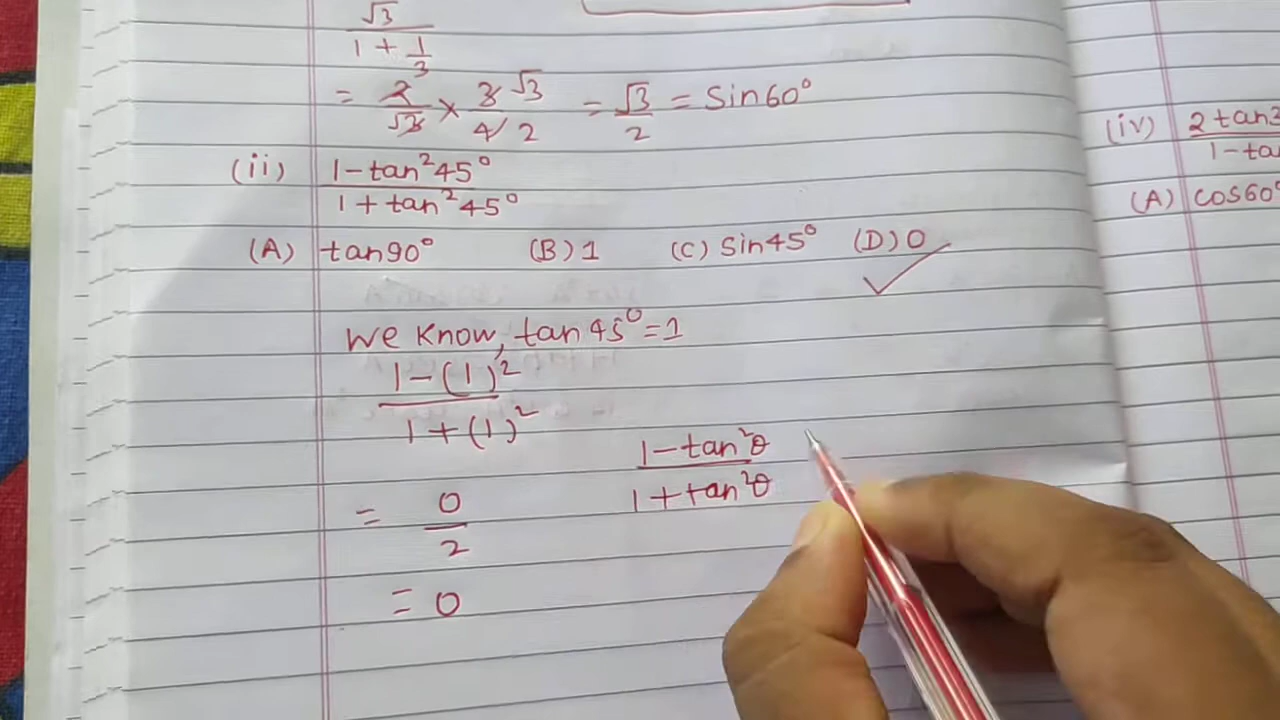 √3
1 + 1/3
= 2/√3 × 3 √3/4 2 = √3/2 = Sin60°
(ii) 1-tan²45°
1+tan²45°
(A) tan90° (B) 1 (C) Sin45° (D) 0
We Know, tan45°=1
1-(1)²
1+(1)²
= 0/2
= 0
1-tan²θ
1+tan²θ
(iv) 2tan3
1-ta
(A) cos60°